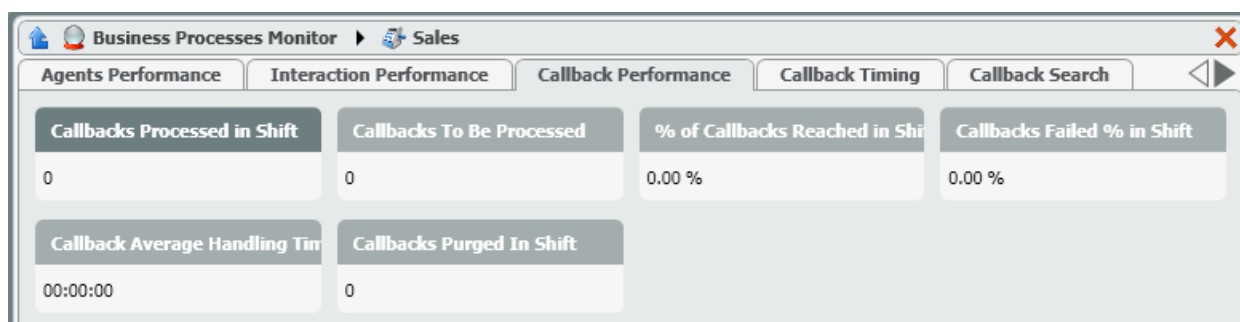 Business Processes Monitor Sales
Agents Performance Interaction Performance Callback Performance Callback Timing Callback Search
Callbacks Processed in Shift Callbacks To Be Processed % of Callbacks Reached in Shi Callbacks Failed % in Shift
0 0 0.00 % 0.00 %
Callback Average Handling Tim Callbacks Purged In Shift
00:00:00 0